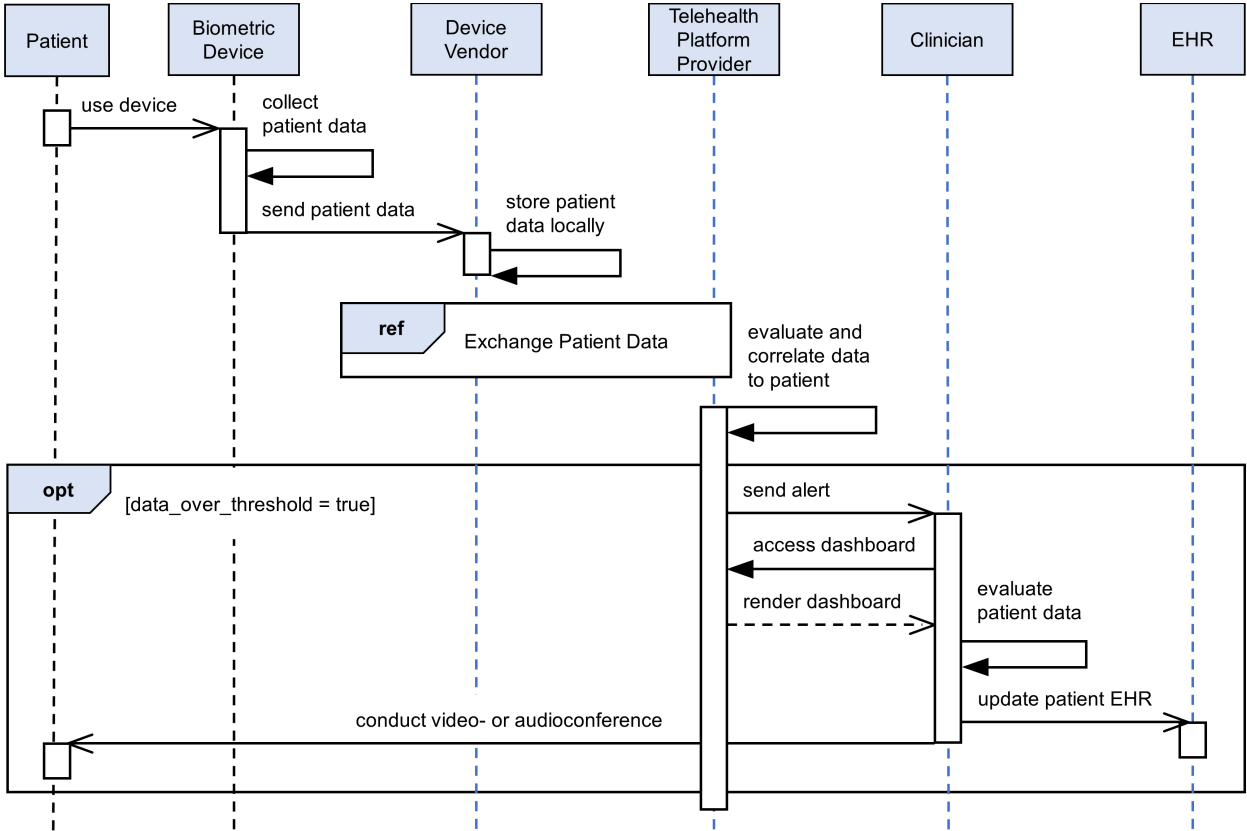 Patient
Biometric
Device
Device
Vendor
Telehealth
Platform
Provider
Clinician
EHR
use device
collect
patient data
send patient data
store patient
data locally
ref
Exchange Patient Data
evaluate and
correlate data
to patient
opt
[data_over_threshold = true]
send alert
access dashboard
render dashboard
evaluate
patient data
update patient EHR
conduct video- or audioconference